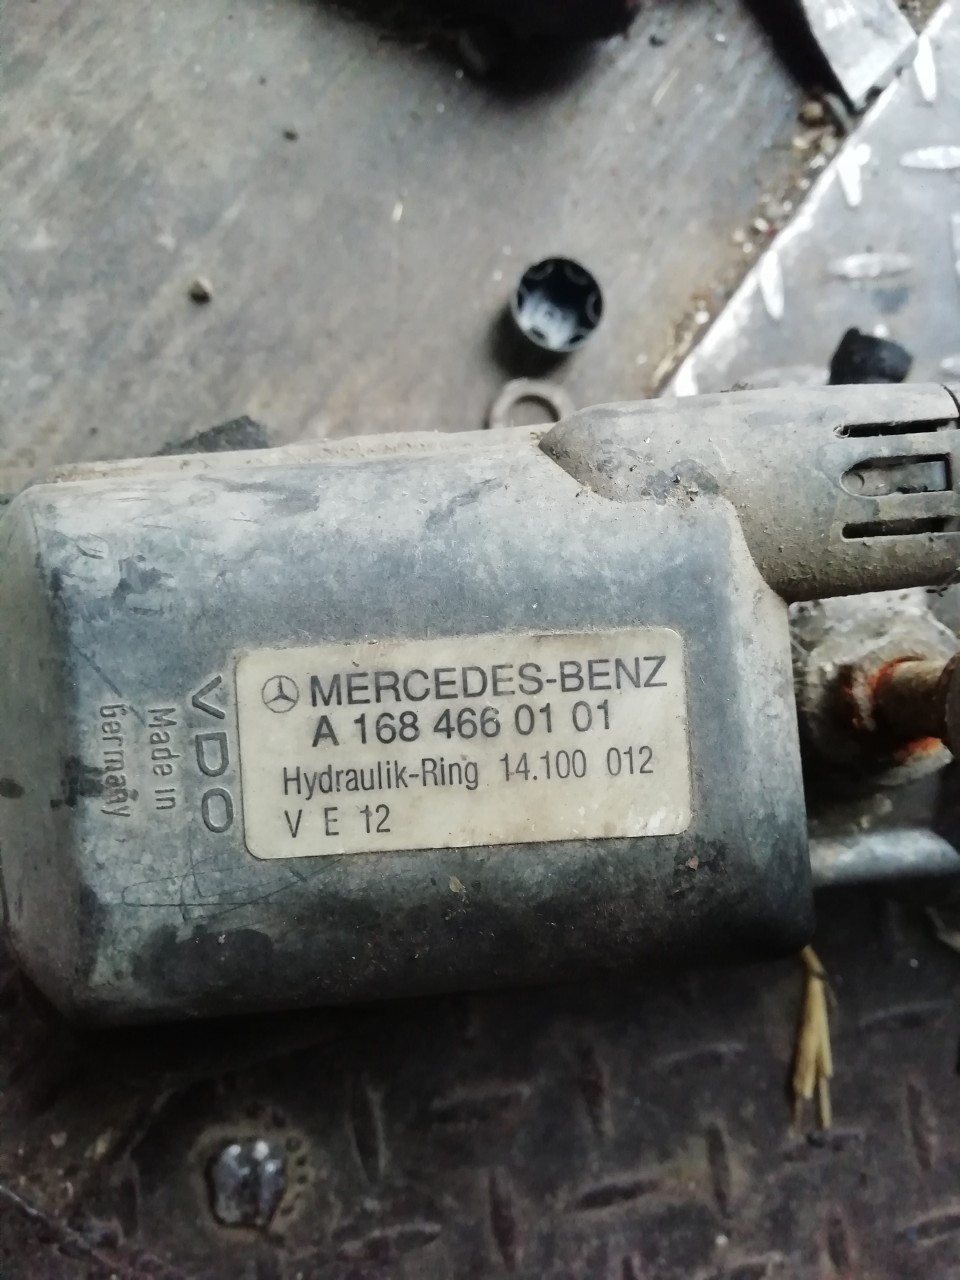 MERCEDES-BENZ
A 168 466 01 01
Hydraulik-Ring 14.100 012
V E 12
VDO
Made in
Germany